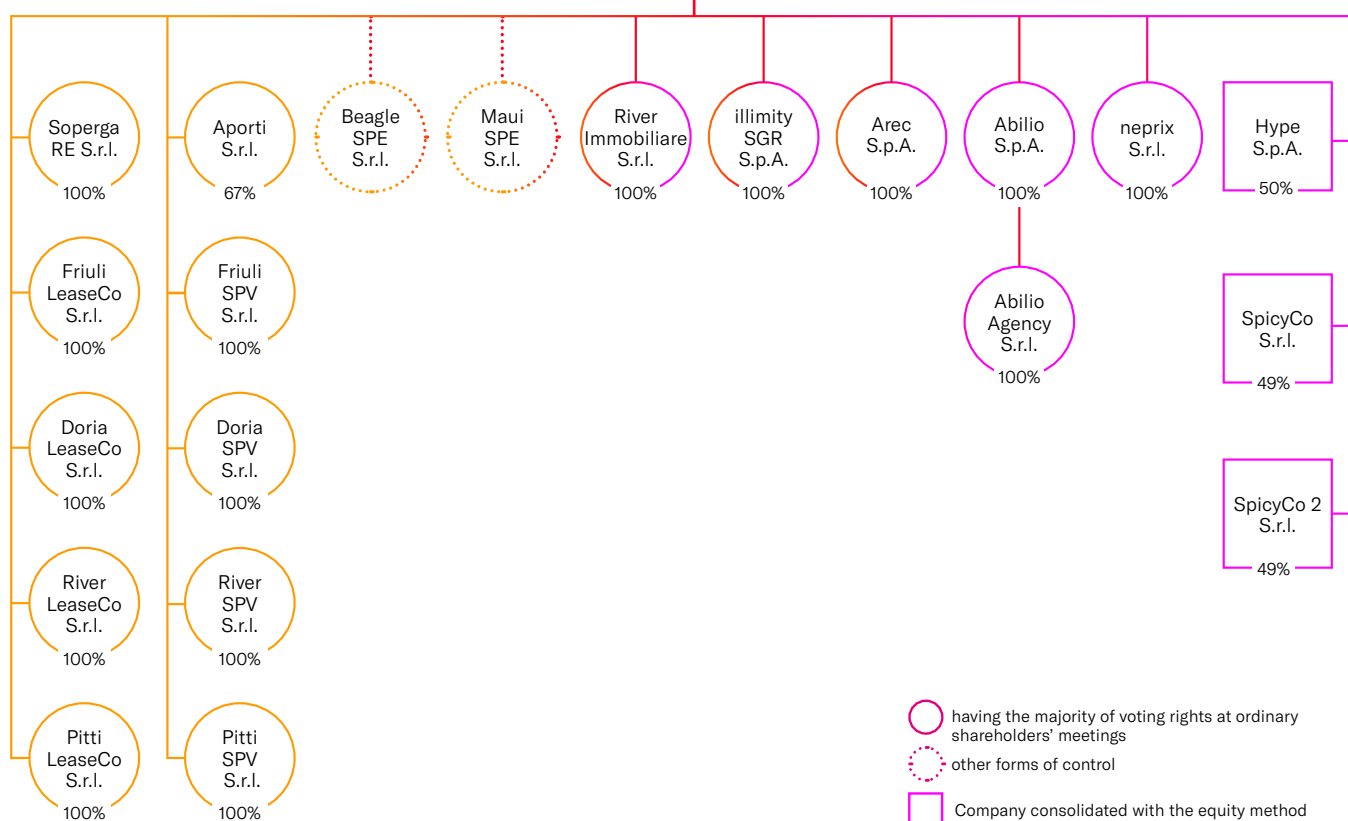 Soperga
RE S.r.l.
100%
Aporti
S.r.l.
67%
Beagle
SPE
S.r.l.
Maui
SPE
S.r.l.
River
Immobiliare
S.r.l.
100%
illimity
SGR
S.p.A.
100%
Arec
S.p.A.
100%
Abilio
S.p.A.
100%
neprix
S.r.l.
100%
Hype
S.p.A.
50%
Friuli
LeaseCo
S.r.l.
100%
Friuli
SPV
S.r.l.
100%
Abilio
Agency
S.r.l.
100%
SpicyCo
S.r.l.
49%
Doria
LeaseCo
S.r.l.
100%
Doria
SPV
S.r.l.
100%
SpicyCo 2
S.r.l.
49%
River
LeaseCo
S.r.l.
100%
River
SPV
S.r.l.
100%
Pitti
LeaseCo
S.r.l.
100%
Pitti
SPV
S.r.l.
100%
having the majority of voting rights at ordinary
shareholders' meetings
other forms of control
Company consolidated with the equity method